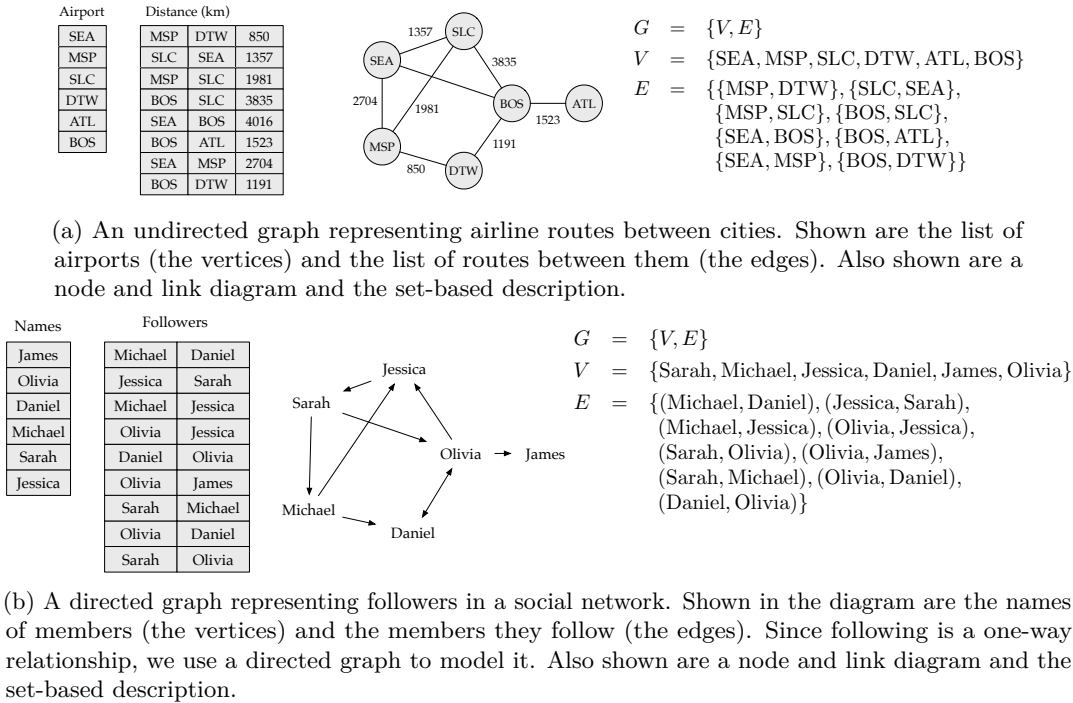 Airport
Distance (km)
SEA
MSP
SLC
DTW
ATL
BOS
MSP DTW 850
SLC SEA 1357
MSP SLC 1981
BOS SLC 3835
SEA BOS 4016
BOS ATL 1523
SEA MSP 2704
BOS DTW 1191
SLC
1357
3835
SEA
2704
1981
BOS
ATL
1523
1191
MSP
850
DTW
G = {V, E}
V = {SEA, MSP, SLC, DTW, ATL, BOS}
E = {{MSP, DTW}, {SLC, SEA},
{MSP, SLC}, {BOS, SLC},
{SEA, BOS}, {BOS, ATL},
{SEA, MSP}, {BOS, DTW}}
(a) An undirected graph representing airline routes between cities. Shown are the list of
airports (the vertices) and the list of routes between them (the edges). Also shown are a
node and link diagram and the set-based description.
Names
Followers
James
Olivia
Daniel
Michael
Sarah
Jessica
Michael Daniel
Jessica Sarah
Michael Jessica
Olivia Jessica
Daniel Olivia
Olivia James
Sarah Michael
Olivia Daniel
Sarah Olivia
Jessica
Sarah
Olivia
James
Michael
Daniel
G = {V, E}
V = {Sarah, Michael, Jessica, Daniel, James, Olivia}
E = {(Michael, Daniel), (Jessica, Sarah),
(Michael, Jessica), (Olivia, Jessica),
(Sarah, Olivia), (Olivia, James),
(Sarah, Michael), (Olivia, Daniel),
(Daniel, Olivia)}
(b) A directed graph representing followers in a social network. Shown in the diagram are the names
of members (the vertices) and the members they follow (the edges). Since following is a one-way
relationship, we use a directed graph to model it. Also shown are a node and link diagram and the
set-based description.